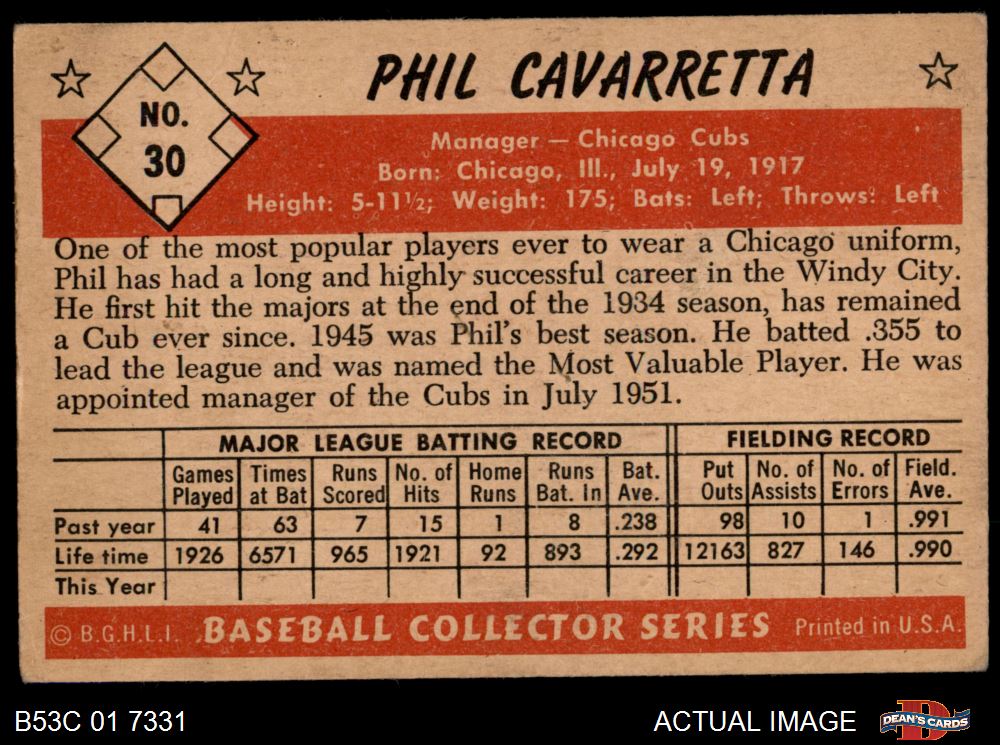 NO.
30
PHIL CAVARRETTA
Manager — Chicago Cubs
Born: Chicago, Ill., July 19, 1917
Height: 5-11½; Weight: 175; Bats: Left; Throws: Left
One of the most popular players ever to wear a Chicago uniform,
Phil has had a long and highly successful career in the Windy City.
He first hit the majors at the end of the 1934 season, has remained
a Cub ever since. 1945 was Phil's best season. He batted .355 to
lead the league and was named the Most Valuable Player. He was
appointed manager of the Cubs in July 1951.
MAJOR LEAGUE BATTING RECORD FIELDING RECORD
Games Times Runs No. of Home Runs Bat. Put No. of No. of Field.
Played at Bat Scored Hits Runs Bat. In Ave. Outs Assists Errors Ave.
Past year 41 63 7 15 1 8 .238 98 10 1 .991
Life time 1926 6571 965 1921 92 893 .292 12163 827 146 .990
This Year
© B.G.H.L.I. BASEBALL COLLECTOR SERIES Printed in U.S.A.
B53C 01 7331 ACTUAL IMAGE DEAN'S CARDS